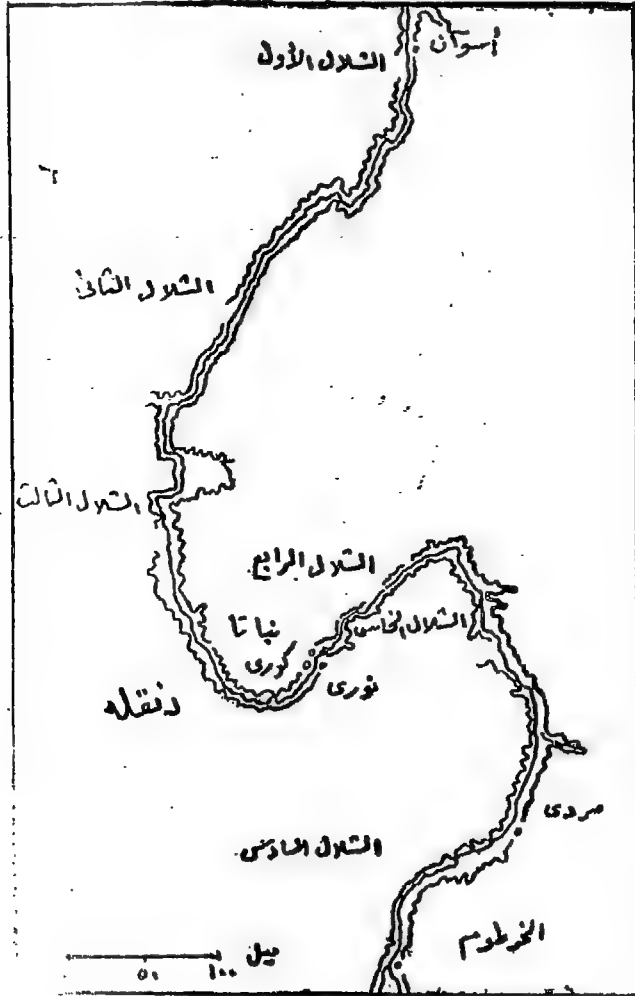 أسوان
الشلال الأول
الشلال الثاني
الشلال الثالث
الشلال الرابع
الشلال الخامس
نباتا
كورى
نورى
دنقله
مروى
الشلال السادس
الخرطوم
ميل
٥٠ ١٠٠